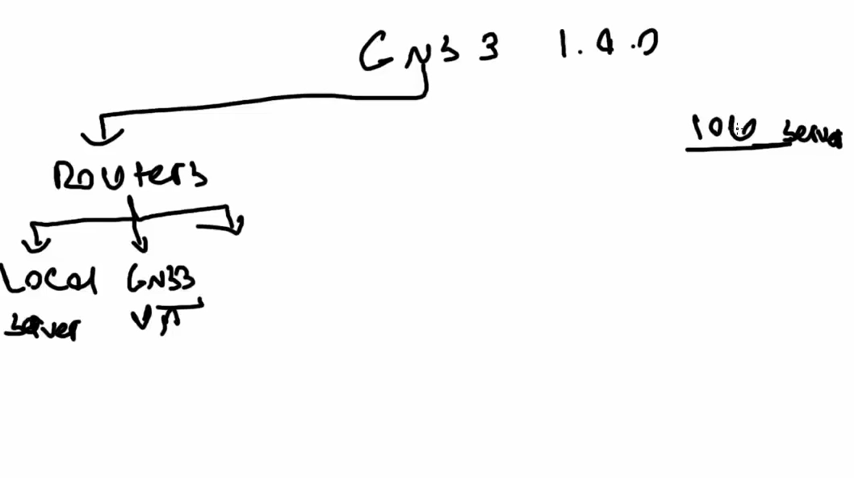 GNS3 1.4.0
IOU server
Routers
Local GNS3
server VM